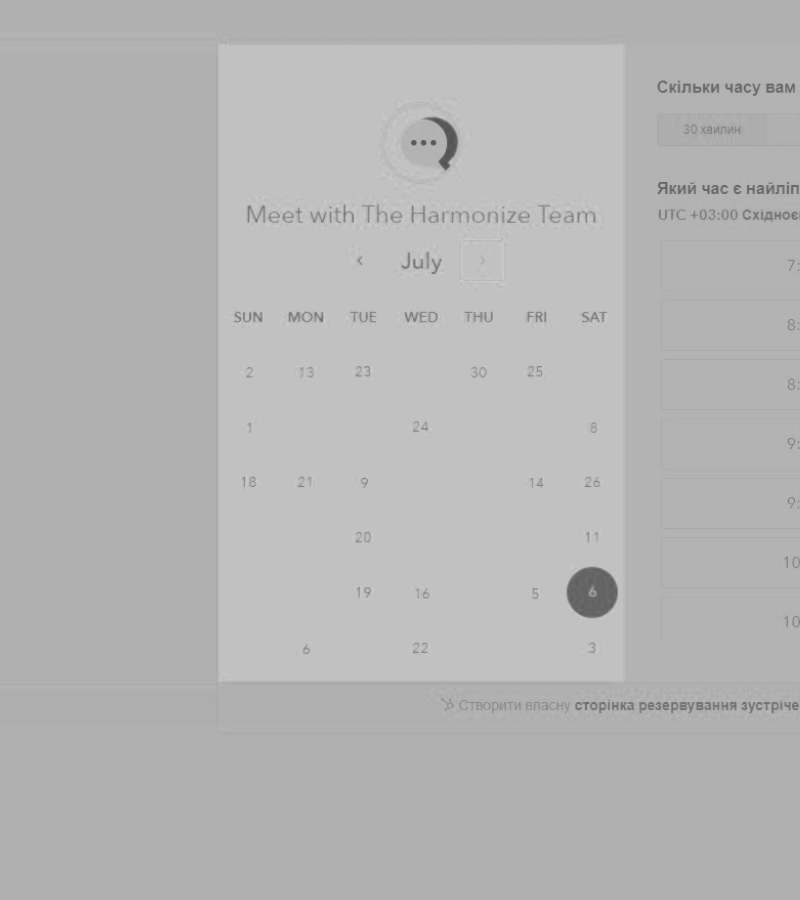 Meet with The Harmonize Team
‹ July ›
SUN MON TUE WED THU FRI SAT
2 13 23 30 25
1 24 8
18 21 9 14 26
20 11
19 16 5 6
6 22 3
Створити власну сторінка резервування зустріче
Скільки часу вам
30 хвилин
Який час є найліп
UTC +03:00 Східноє
7:
8:
8:
9:
9:
10
10